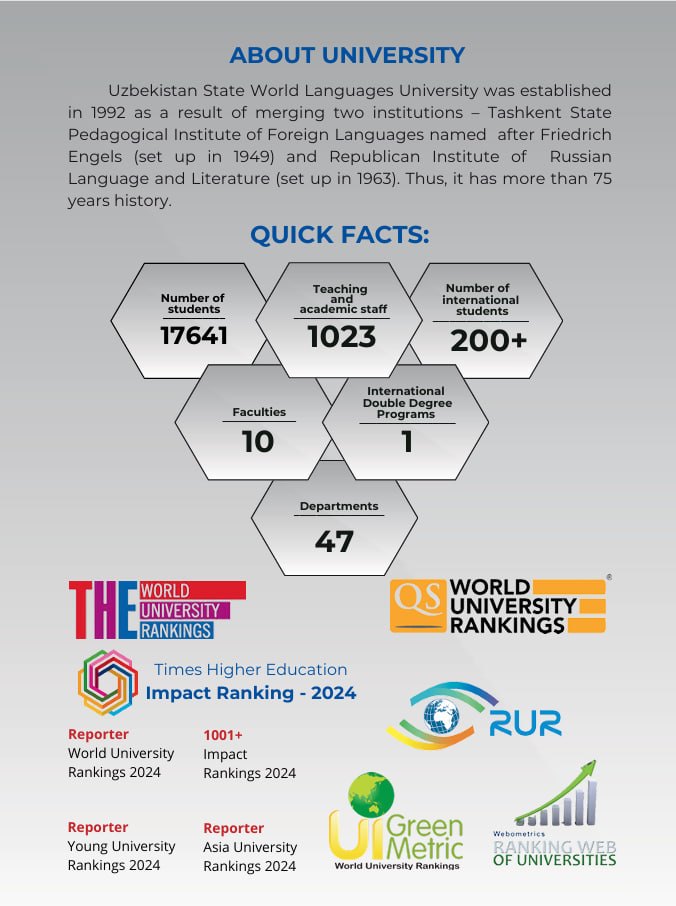 ABOUT UNIVERSITY
Uzbekistan State World Languages University was established
in 1992 as a result of merging two institutions – Tashkent State
Pedagogical Institute of Foreign Languages named after Friedrich
Engels (set up in 1949) and Republican Institute of Russian
Language and Literature (set up in 1963). Thus, it has more than 75
years history.
QUICK FACTS:
Number of
students
17641
Teaching
and
academic staff
1023
Number of
international
students
200+
Faculties
10
International
Double Degree
Programs
1
Departments
47
THE
WORLD
UNIVERSITY
RANKINGS
QS
WORLD
UNIVERSITY
RANKINGS
®
Times Higher Education
Impact Ranking - 2024
RUR
Reporter
World University
Rankings 2024
1001+
Impact
Rankings 2024
Reporter
Young University
Rankings 2024
Reporter
Asia University
Rankings 2024
UI
Green
Metric
World University Rankings
Webometrics
RANKING WEB
OF UNIVERSITIES